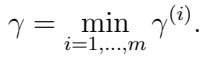 γ = min_{i=1,...,m} γ^{(i)}.